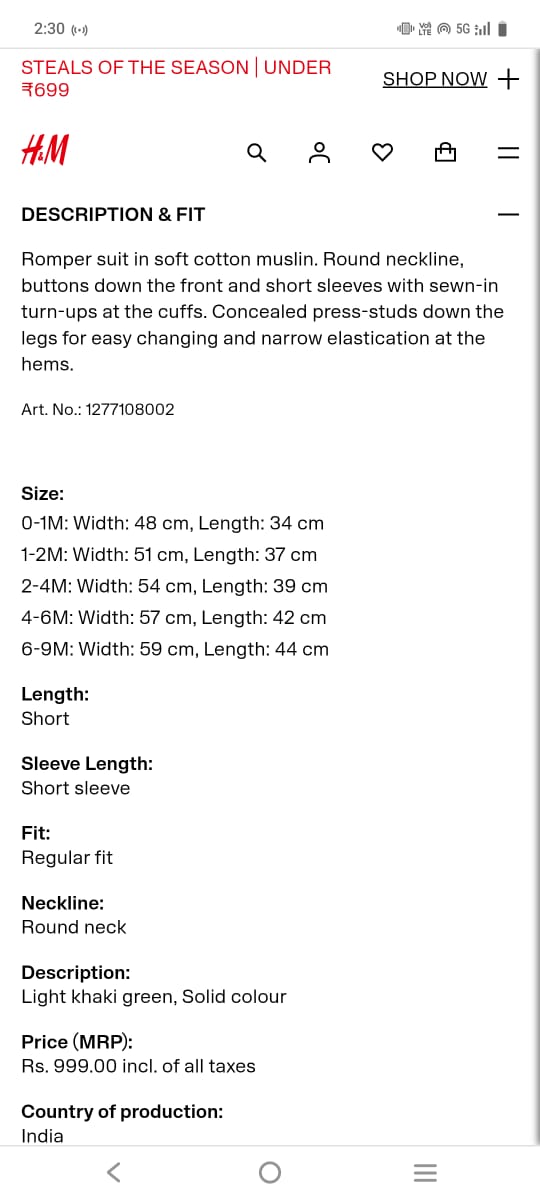 2:30
Vo) LTE 5G
STEALS OF THE SEASON | UNDER
₹699
SHOP NOW
H&M
DESCRIPTION & FIT
Romper suit in soft cotton muslin. Round neckline,
buttons down the front and short sleeves with sewn-in
turn-ups at the cuffs. Concealed press-studs down the
legs for easy changing and narrow elastication at the
hems.
Art. No.: 1277108002
Size:
0-1M: Width: 48 cm, Length: 34 cm
1-2M: Width: 51 cm, Length: 37 cm
2-4M: Width: 54 cm, Length: 39 cm
4-6M: Width: 57 cm, Length: 42 cm
6-9M: Width: 59 cm, Length: 44 cm
Length:
Short
Sleeve Length:
Short sleeve
Fit:
Regular fit
Neckline:
Round neck
Description:
Light khaki green, Solid colour
Price (MRP):
Rs. 999.00 incl. of all taxes
Country of production:
India